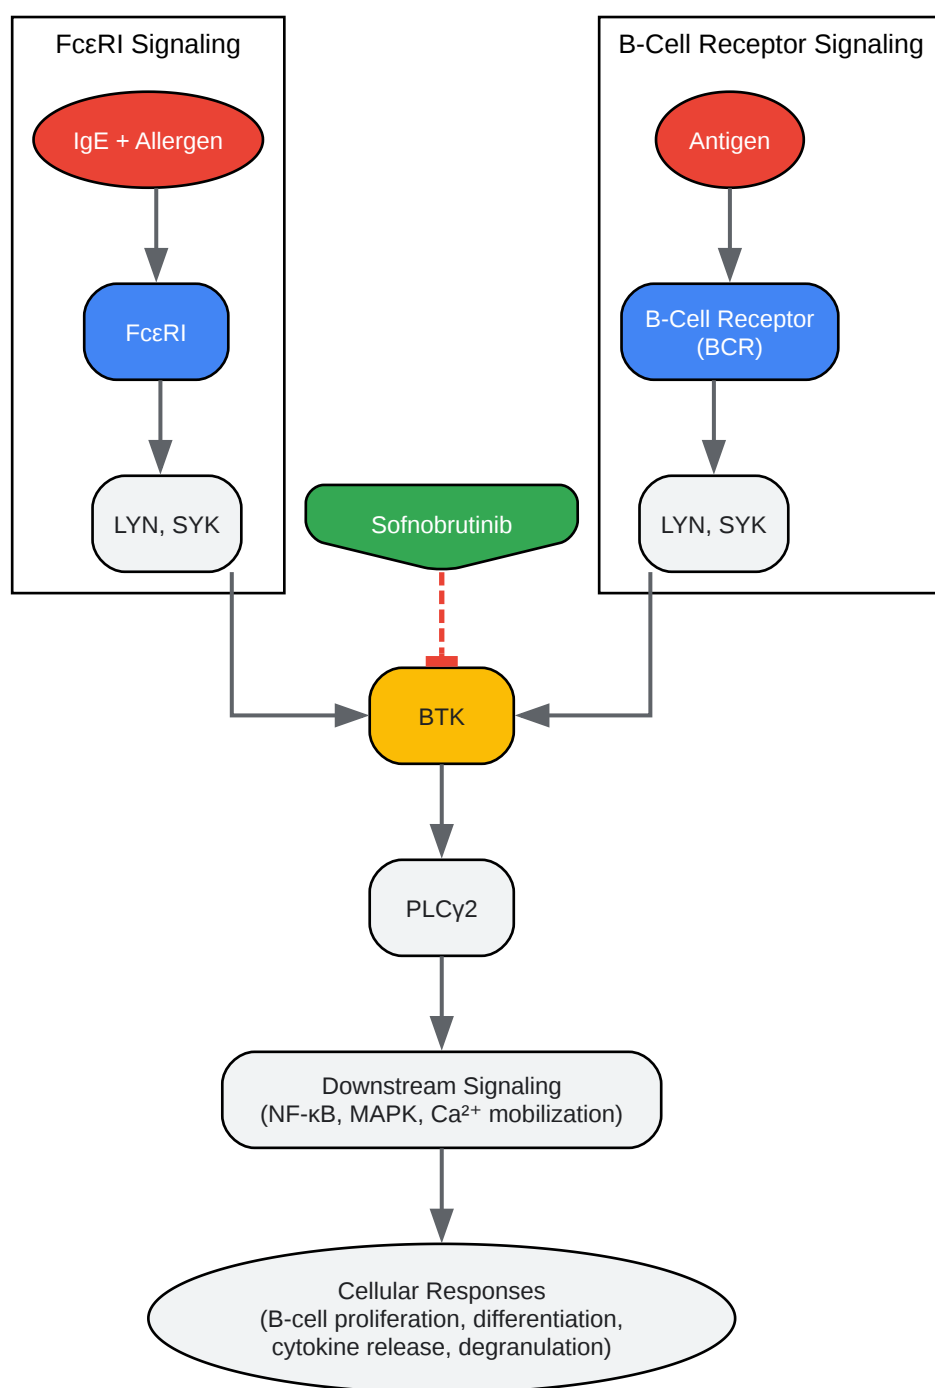 FcεRI Signaling
B-Cell Receptor Signaling
IgE + Allergen
Antigen
FcεRI
B-Cell Receptor
(BCR)
LYN, SYK
Sofnobrutinib
LYN, SYK
BTK
PLCγ2
Downstream Signaling
(NF-κB, MAPK, Ca²⁺ mobilization)
Cellular Responses
(B-cell proliferation, differentiation,
cytokine release, degranulation)